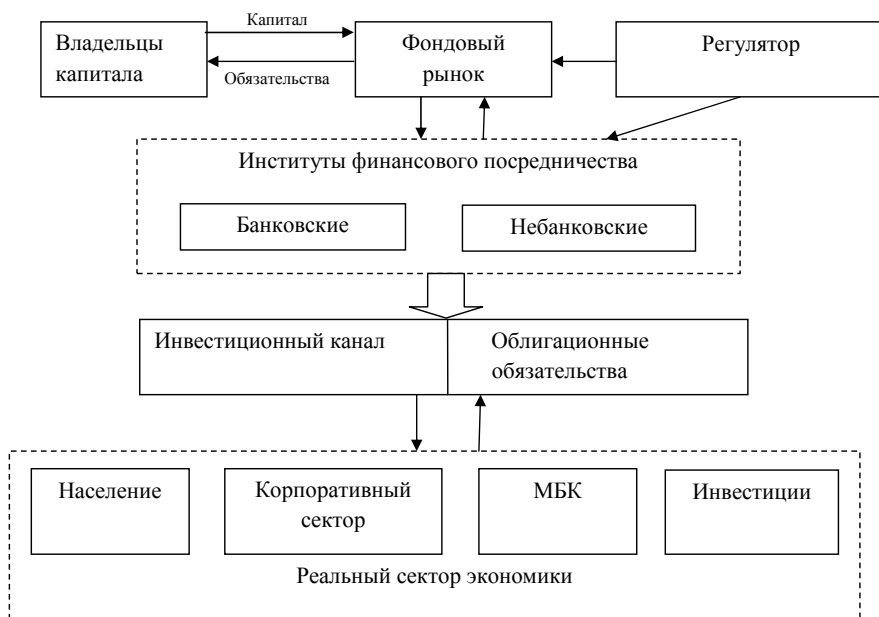 Капитал
Владельцы
капитала
Обязательства
Фондовый
рынок
Регулятор
Институты финансового посредничества
Банковские
Небанковские
Инвестиционный канал
Облигационные
обязательства
Население
Корпоративный
сектор
МБК
Инвестиции
Реальный сектор экономики